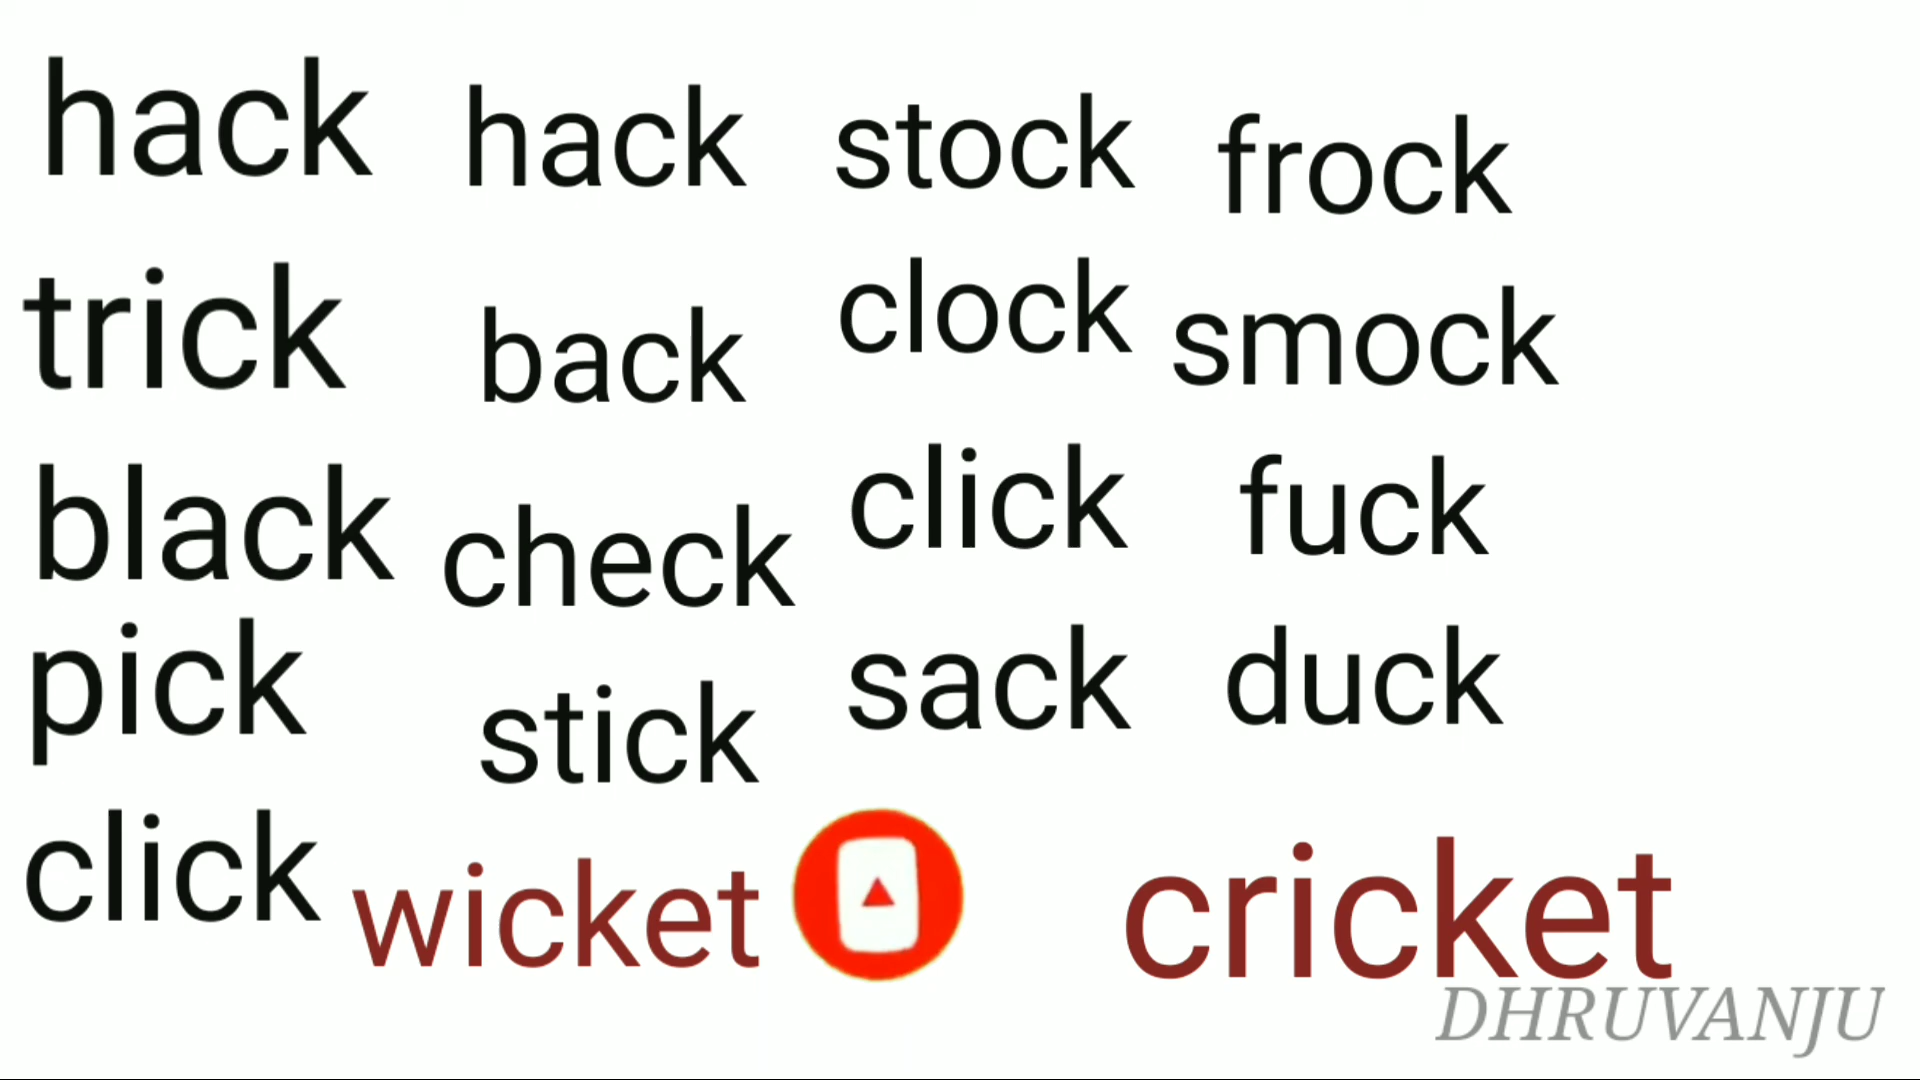 hack hack stock frock
trick back clock smock
black check click fuck
pick stick sack duck
click wicket cricket
DHRUVANJU